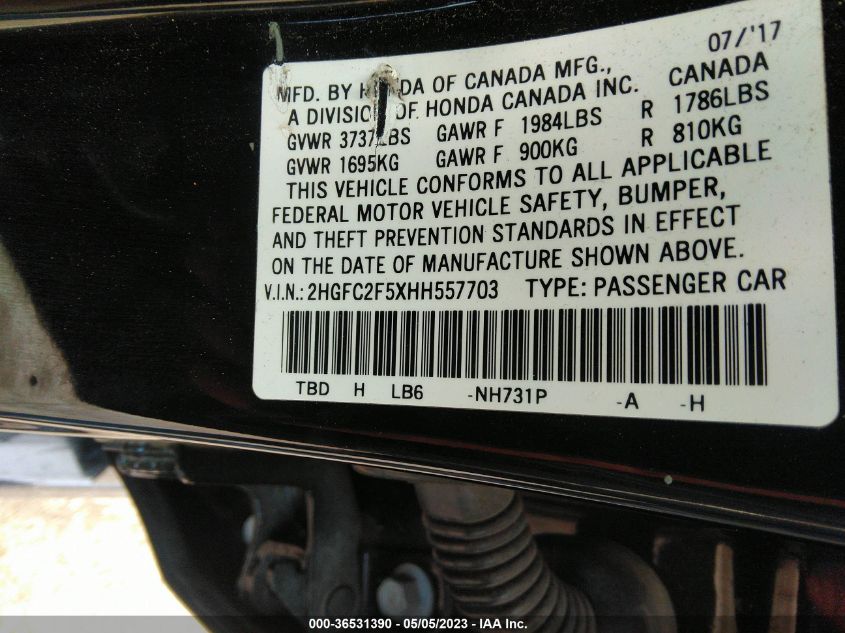 07/'17
MFD. BY HONDA OF CANADA MFG.,
A DIVISION OF HONDA CANADA INC. CANADA
GVWR 3737LBS GAWR F 1984LBS R 1786LBS
GVWR 1695KG GAWR F 900KG R 810KG
THIS VEHICLE CONFORMS TO ALL APPLICABLE
FEDERAL MOTOR VEHICLE SAFETY, BUMPER,
AND THEFT PREVENTION STANDARDS IN EFFECT
ON THE DATE OF MANUFACTURE SHOWN ABOVE.
V.I.N.: 2HGFC2F5XHH557703 TYPE: PASSENGER CAR
TBD H LB6 -NH731P -A -H
000-36531390 - 05/05/2023 - IAA Inc.